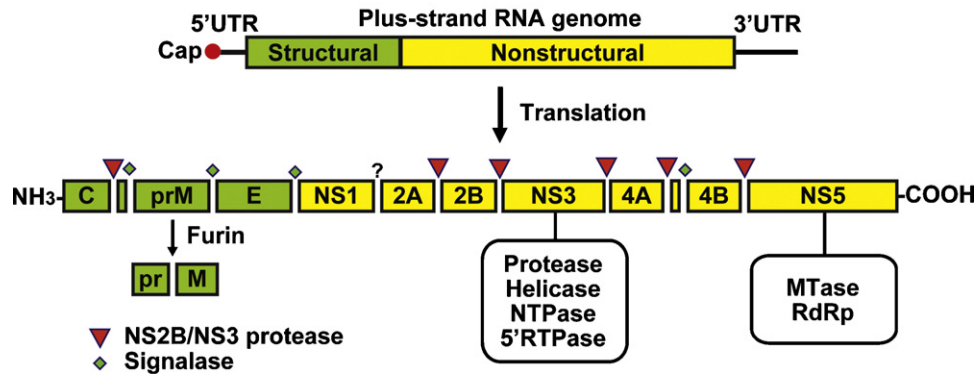 Plus-strand RNA genome
5'UTR
3'UTR
Cap
Structural
Nonstructural
Translation
?
NH3-
C
prM
E
NS1
2A
2B
NS3
4A
4B
NS5
-COOH
Furin
pr
M
Protease
Helicase
NTPase
5'RTPase
MTase
RdRp
NS2B/NS3 protease
Signalase